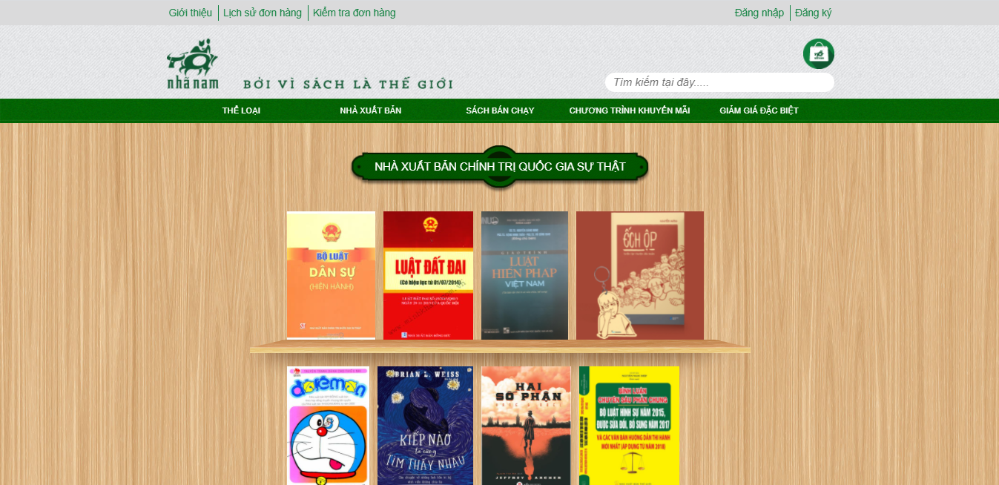 Giới thiệu
Lịch sử đơn hàng
Kiểm tra đơn hàng
Đăng nhập
Đăng ký
nhã nam
BỞI VÌ SÁCH LÀ THẾ GIỚI
Tìm kiếm tại đây.....
THỂ LOẠI
NHÀ XUẤT BẢN
SÁCH BÁN CHẠY
CHƯƠNG TRÌNH KHUYẾN MÃI
GIẢM GIÁ ĐẶC BIỆT
NHÀ XUẤT BẢN CHÍNH TRỊ QUỐC GIA SỰ THẬT
BỘ LUẬT
DÂN SỰ
(HIỆN HÀNH)
LUẬT ĐẤT ĐAI
(Có hiệu lực từ 01/07/2014)
GIÁO TRÌNH
LUẬT
HIẾN PHÁP
VIỆT NAM
ẾCH ỘP
đôrêmon
BRIAN L. WEISS
KIẾP NÀO
ta cũng
TÌM THẤY NHAU
HAI
SỐ PHẬN
JEFFREY ARCHER
BÌNH LUẬN
CHUYÊN SÂU PHẦN CHUNG
BỘ LUẬT HÌNH SỰ NĂM 2015,
ĐƯỢC SỬA ĐỔI, BỔ SUNG NĂM 2017
VÀ CÁC VĂN BẢN HƯỚNG DẪN THI HÀNH
MỚI NHẤT (ÁP DỤNG TỪ NĂM 2018)